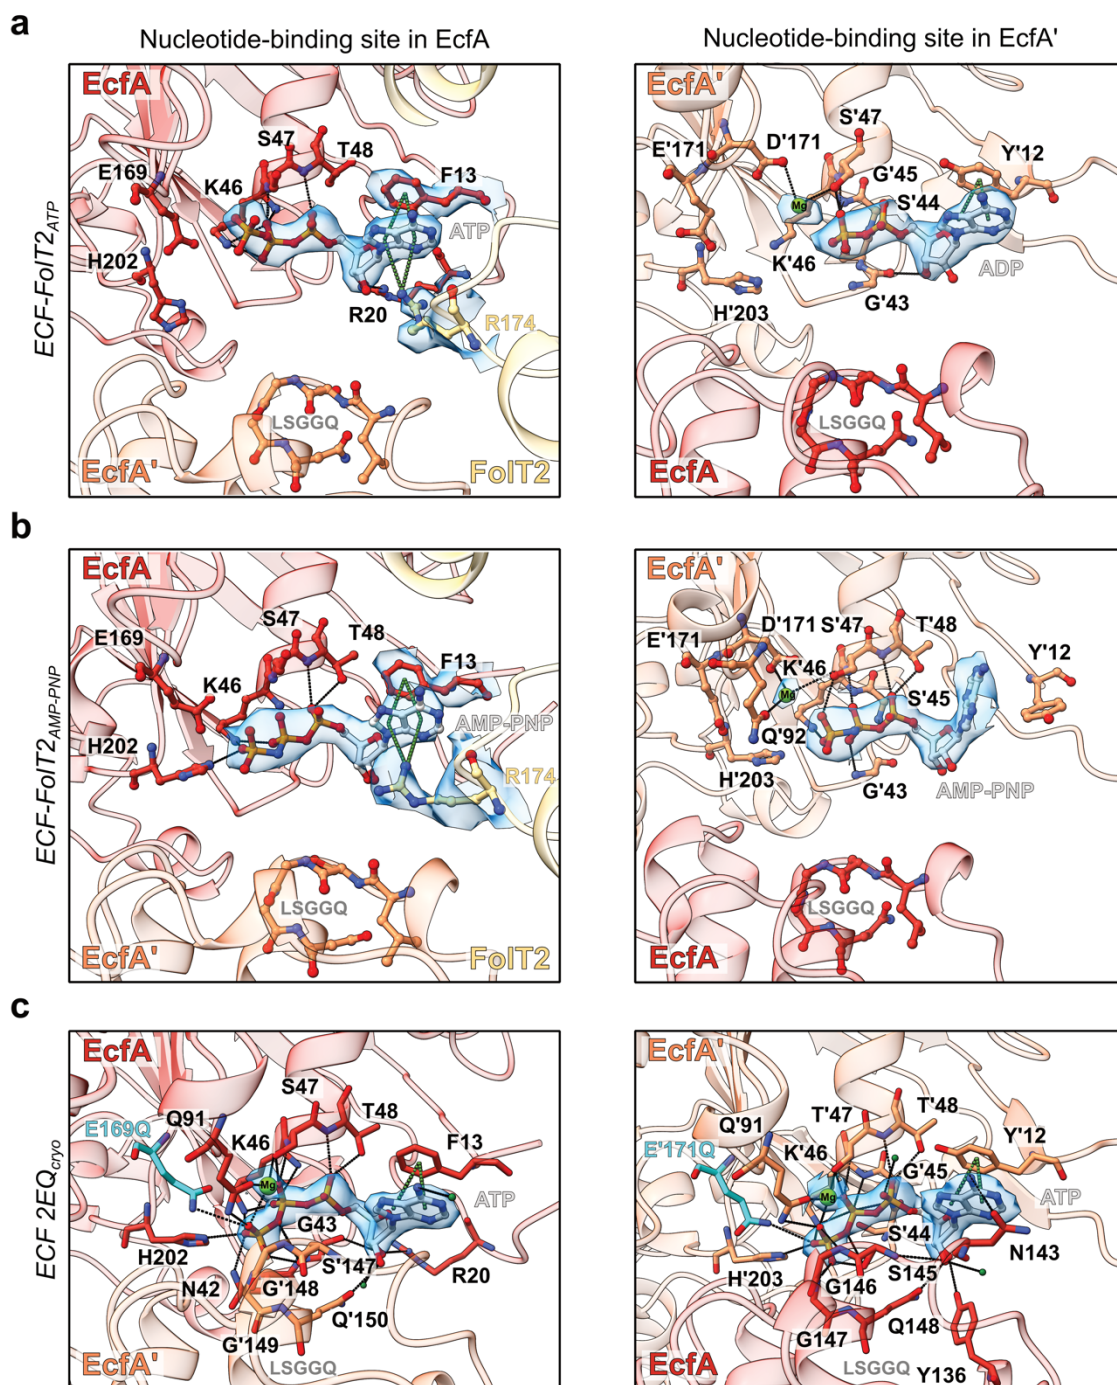 a
Nucleotide-binding site in EcfA
Nucleotide-binding site in EcfA'
ECF-FolT2ATP
EcfA
S47
T48
E169
K46
F13
ATP
H202
R20
R174
LSGGQ
EcfA'
FolT2
EcfA'
S'47
E'171
D'171
G'45
Y'12
Mg
S'44
K'46
ADP
G'43
H'203
LSGGQ
EcfA
b
ECF-FolT2AMP-PNP
EcfA
S47
T48
E169
K46
F13
AMP-PNP
H202
R174
LSGGQ
EcfA'
FolT2
EcfA'
D'171
S'47
T'48
E'171
K'46
Y'12
Mg
S'45
Q'92
H'203
G'43
AMP-PNP
LSGGQ
EcfA
c
ECF 2EQcryo
EcfA
S47
Q91
T48
E169Q
K46
F13
Mg
ATP
G43
H202
S'147
N42
G'148
R20
Q'150
G'149
LSGGQ
EcfA'
EcfA'
T'47
T'48
Q'91
E'171Q
K'46
Y'12
G'45
Mg
ATP
S'44
N143
H'203
G146
S145
G147
Q148
LSGGQ
Y136
EcfA